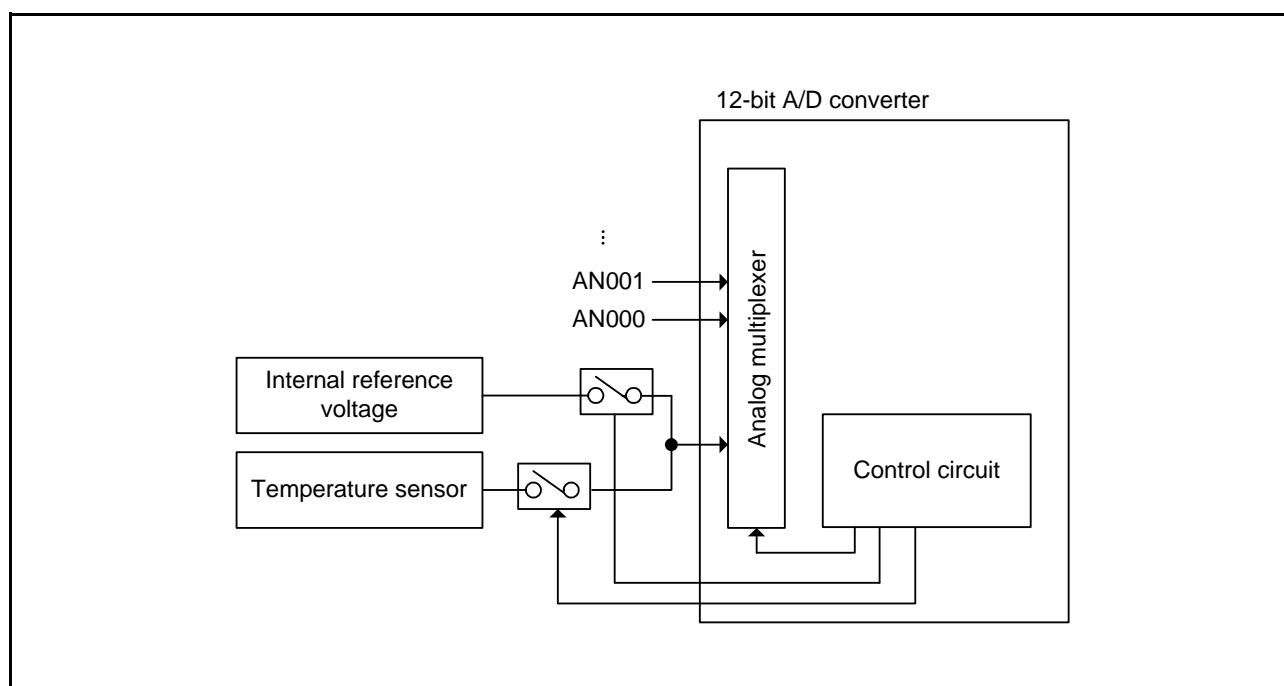 12-bit A/D converter
⋮
AN001
AN000
Analog multiplexer
Internal reference
voltage
Temperature sensor
Control circuit